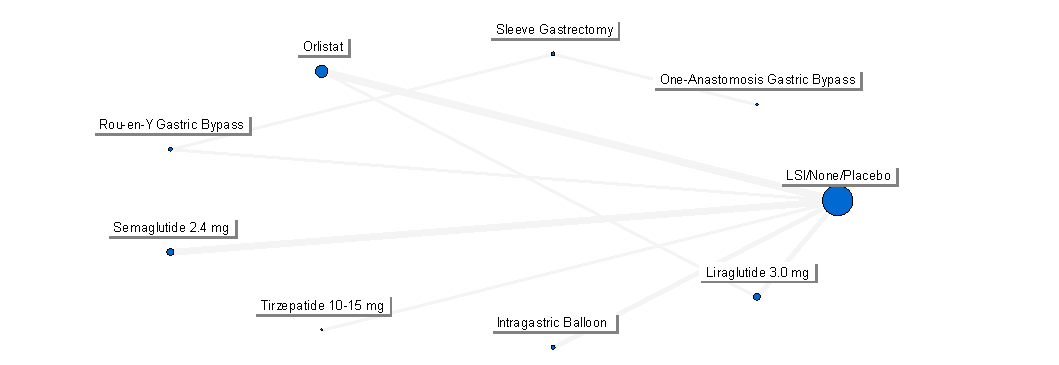 Sleeve Gastrectomy
Orlistat
One-Anastomosis Gastric Bypass
Rou-en-Y Gastric Bypass
LSI/None/Placebo
Semaglutide 2.4 mg
Liraglutide 3.0 mg
Tirzepatide 10-15 mg
Intragastric Balloon